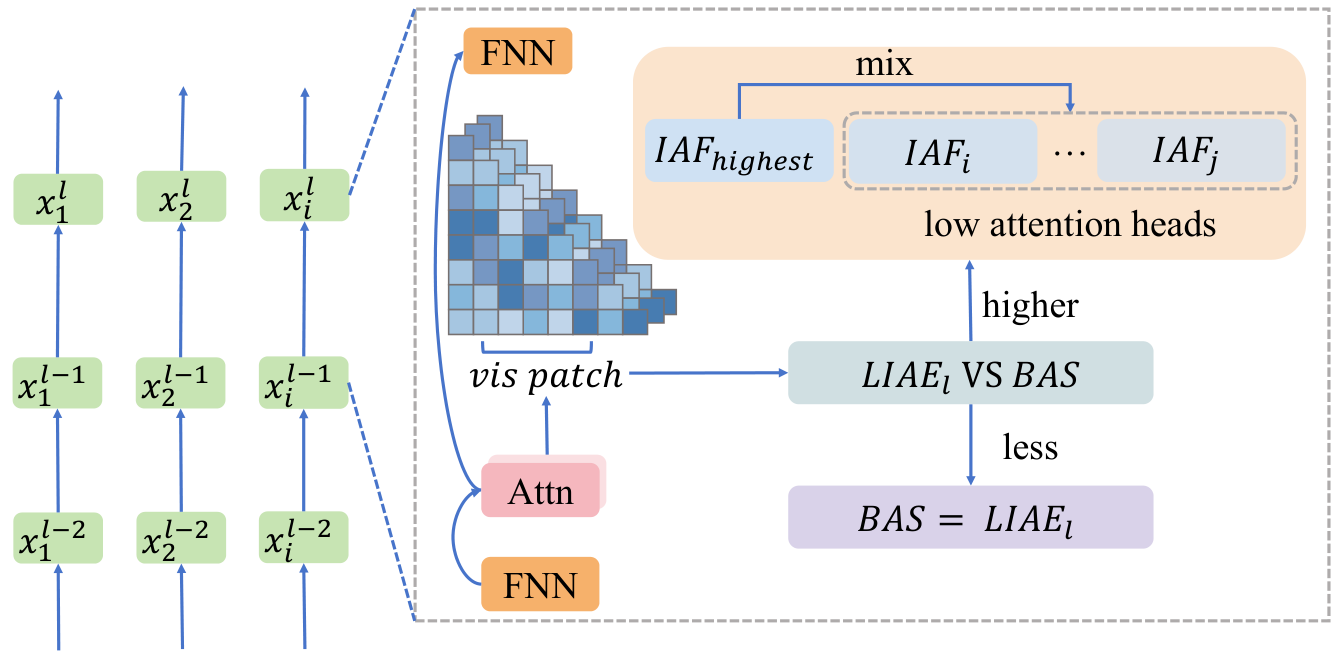 x_1^l
x_2^l
x_i^l
x_1^{l-1}
x_2^{l-1}
x_i^{l-1}
x_1^{l-2}
x_2^{l-2}
x_i^{l-2}
FNN
vis patch
Attn
FNN
mix
IAF_{highest}
IAF_i
⋯
IAF_j
low attention heads
higher
LIAE_l VS BAS
less
BAS = LIAE_l